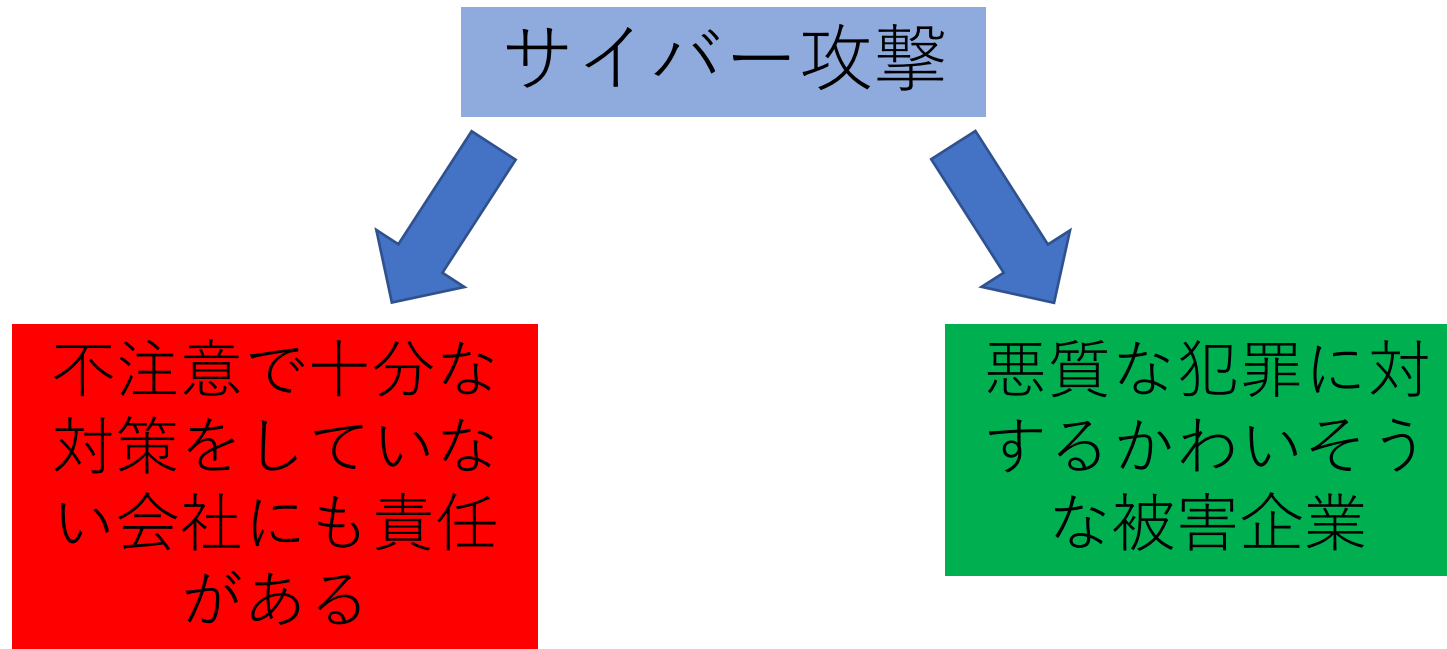 サイバー攻撃
不注意で十分な
対策をしていな
い会社にも責任
がある
悪質な犯罪に対
するかわいそう
な被害企業